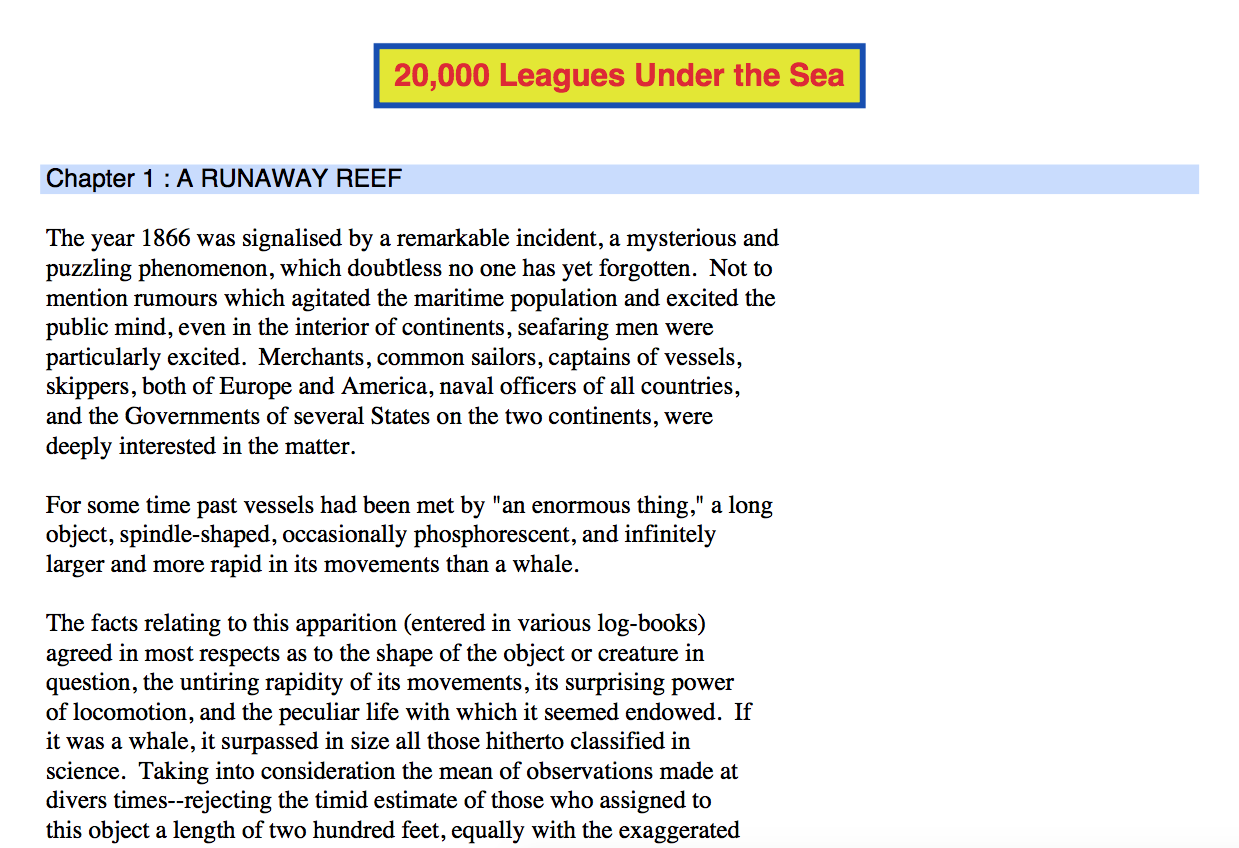 20,000 Leagues Under the Sea
Chapter 1 : A RUNAWAY REEF
The year 1866 was signalised by a remarkable incident, a mysterious and
puzzling phenomenon, which doubtless no one has yet forgotten.  Not to
mention rumours which agitated the maritime population and excited the
public mind, even in the interior of continents, seafaring men were
particularly excited.  Merchants, common sailors, captains of vessels,
skippers, both of Europe and America, naval officers of all countries,
and the Governments of several States on the two continents, were
deeply interested in the matter.
For some time past vessels had been met by "an enormous thing," a long
object, spindle-shaped, occasionally phosphorescent, and infinitely
larger and more rapid in its movements than a whale.
The facts relating to this apparition (entered in various log-books)
agreed in most respects as to the shape of the object or creature in
question, the untiring rapidity of its movements, its surprising power
of locomotion, and the peculiar life with which it seemed endowed.  If
it was a whale, it surpassed in size all those hitherto classified in
science.  Taking into consideration the mean of observations made at
divers times--rejecting the timid estimate of those who assigned to
this object a length of two hundred feet, equally with the exaggerated